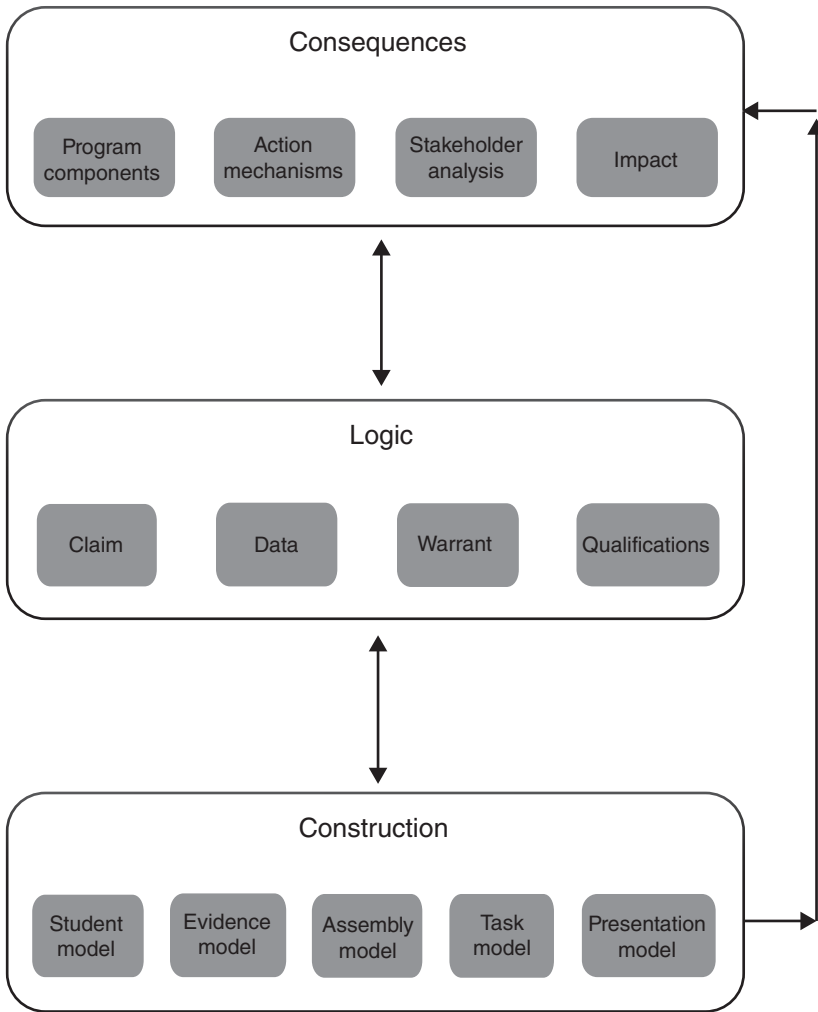 Consequences
Program
components
Action
mechanisms
Stakeholder
analysis
Impact
Logic
Claim
Data
Warrant
Qualifications
Construction
Student
model
Evidence
model
Assembly
model
Task
model
Presentation
model